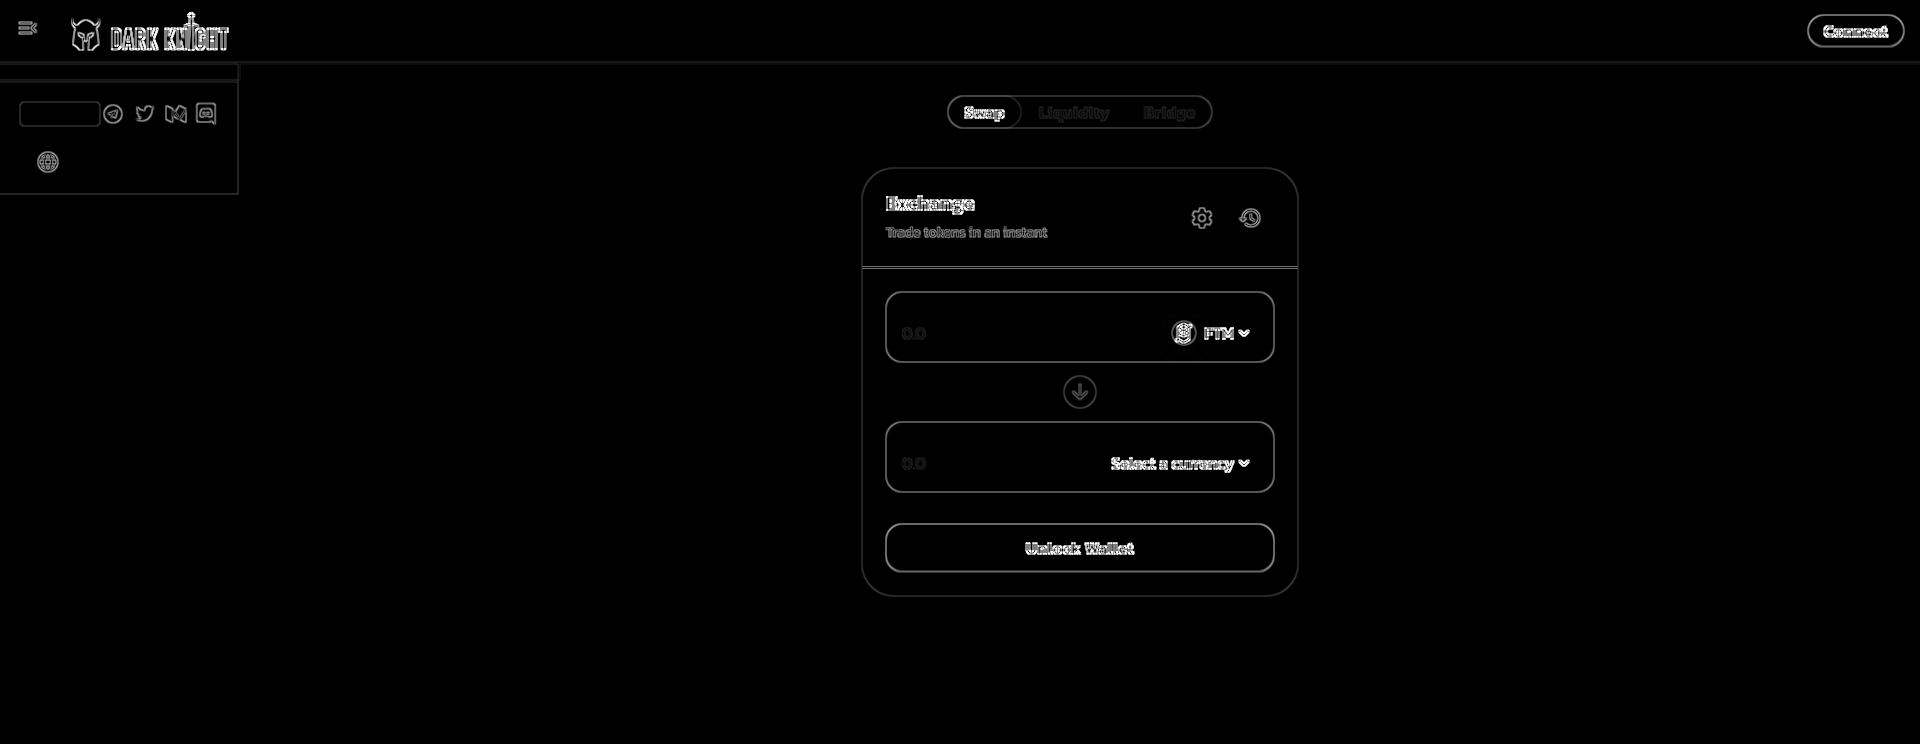 DARK KNIGHT
Connect
Swap Liquidity Bridge
Exchange
Trade tokens in an instant
0.0 FTM
0.0 Select a currency
Unlock Wallet